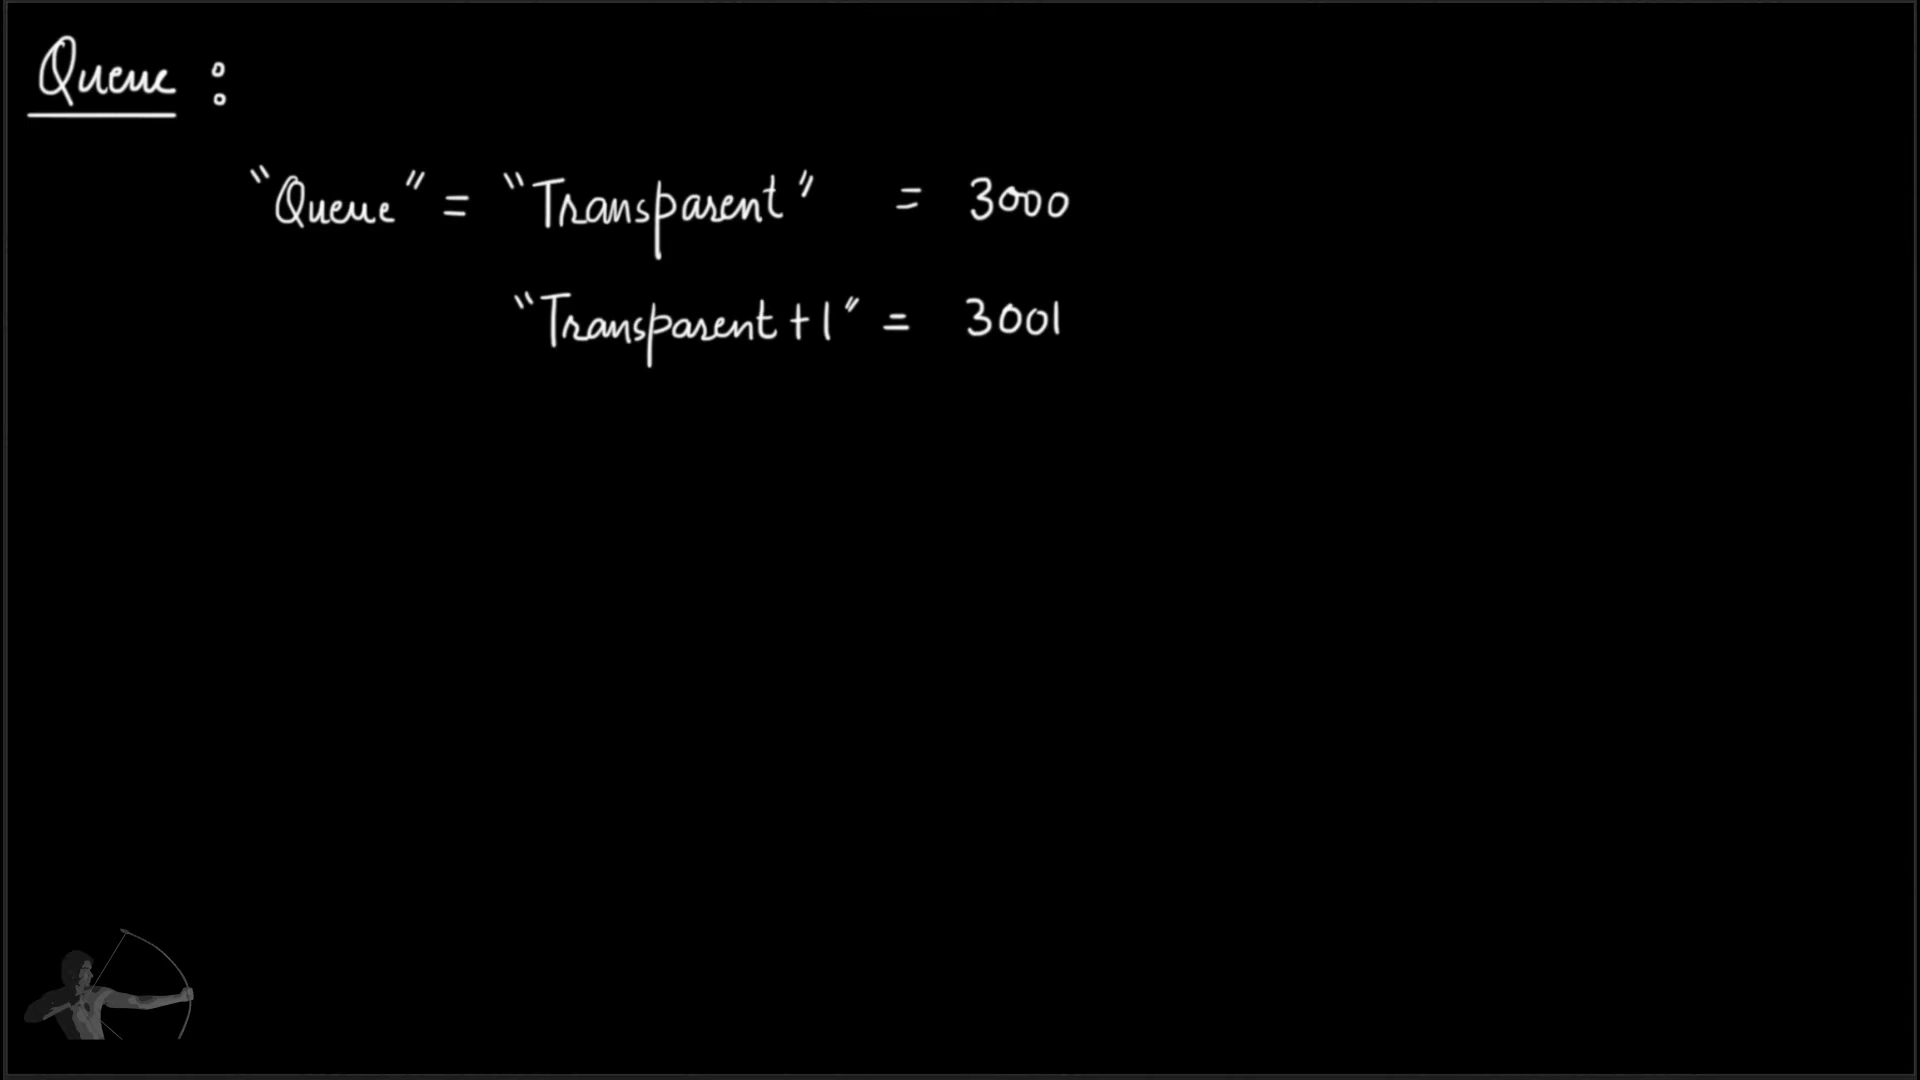 Queue :
"Queue" = "Transparent" = 3000
"Transparent + 1" = 3001